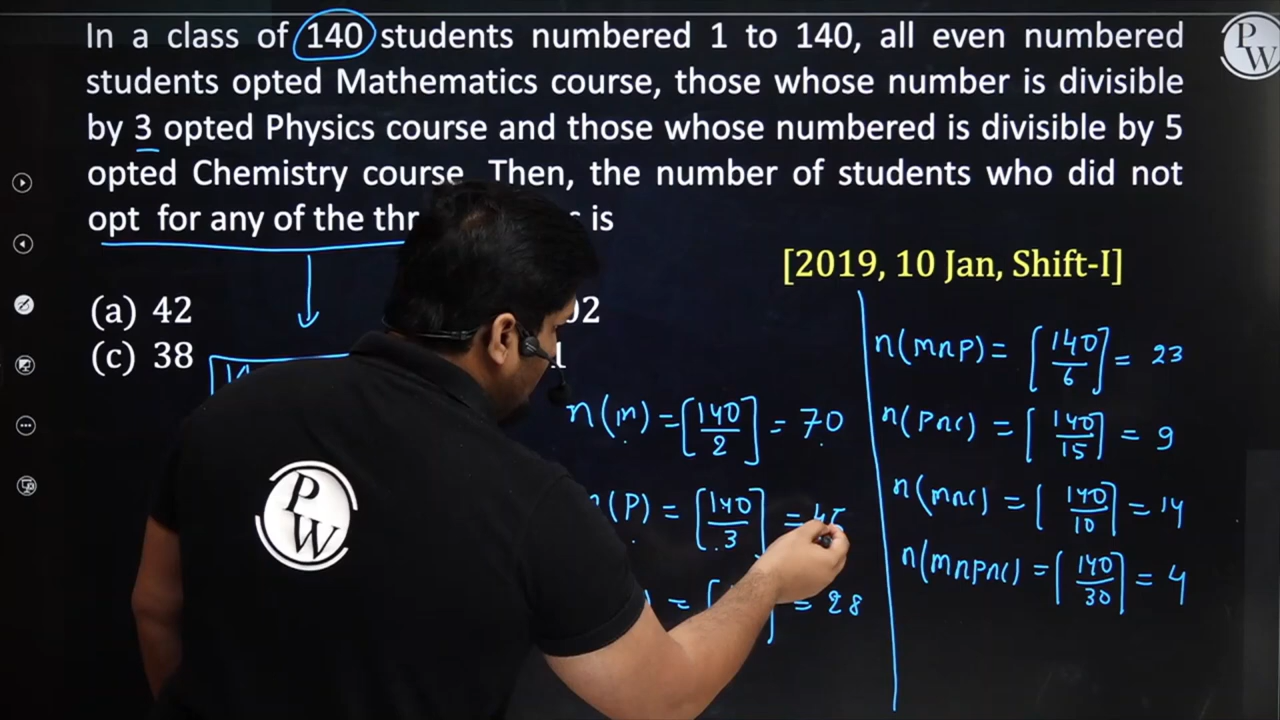 In a class of 140 students numbered 1 to 140, all even numbered
students opted Mathematics course, those whose number is divisible
by 3 opted Physics course and those whose numbered is divisible by 5
opted Chemistry course. Then, the number of students who did not
opt for any of the is
[2019, 10 Jan, Shift-I]
(a) 42
(c) 38
n(m) = [140/2] = 70
(P) = [140/3] =
= 28
n(m∩P) = [140/6] = 23
n(P∩C) = [140/15] = 9
n(m∩C) = [140/10] = 14
n(m∩P∩C) = [140/30] = 4
P W
P W